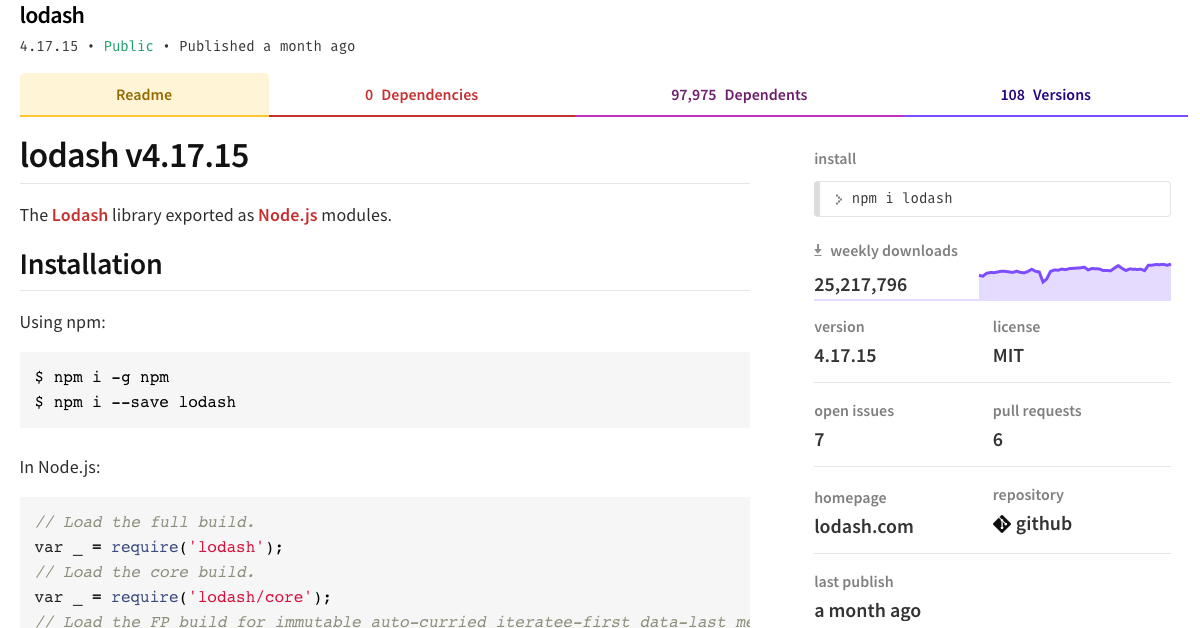 lodash
4.17.15 • Public • Published a month ago
Readme
0 Dependencies
97,975 Dependents
108 Versions
lodash v4.17.15
The Lodash library exported as Node.js modules.
Installation
Using npm:
$ npm i -g npm
$ npm i --save lodash
In Node.js:
// Load the full build.
var _ = require('lodash');
// Load the core build.
var _ = require('lodash/core');
// Load the FP build for immutable auto-curried iteratee-first data-last me
install
npm i lodash
weekly downloads
25,217,796
version
4.17.15
license
MIT
open issues
7
pull requests
6
homepage
lodash.com
repository
github
last publish
a month ago